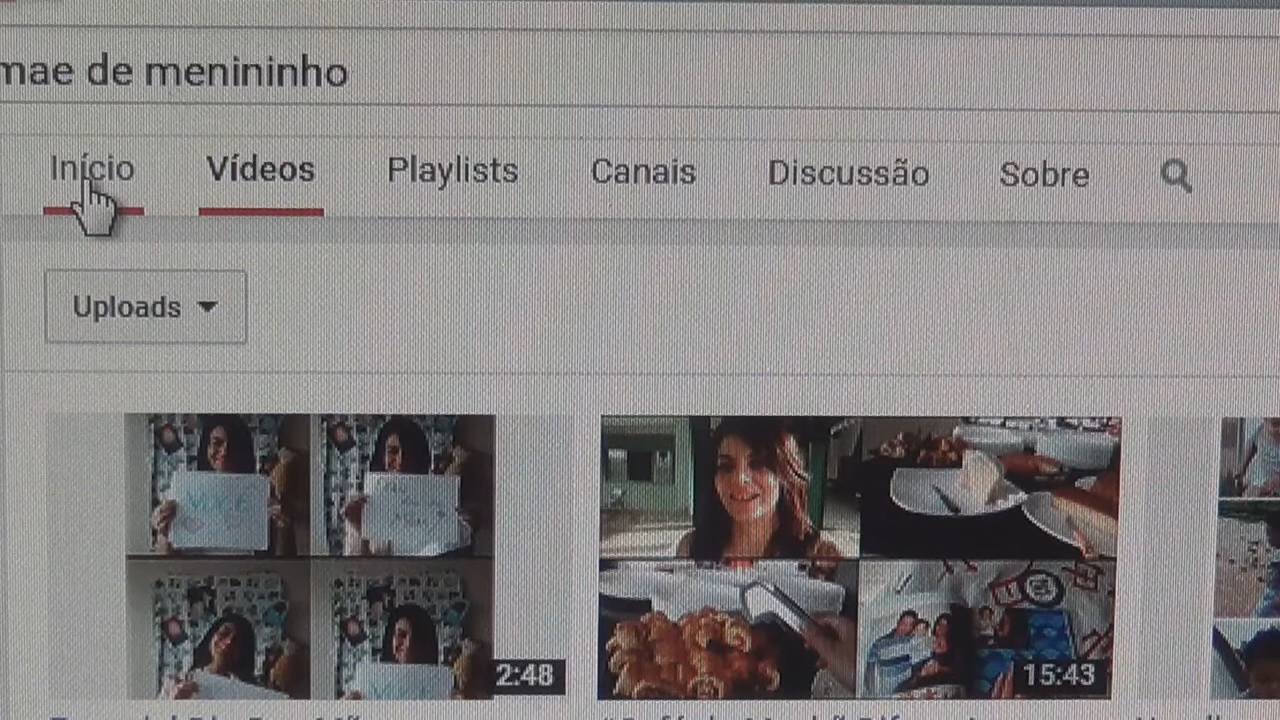 mae de menininho
Início Vídeos Playlists Canais Discussão Sobre
Uploads
2:48
15:43